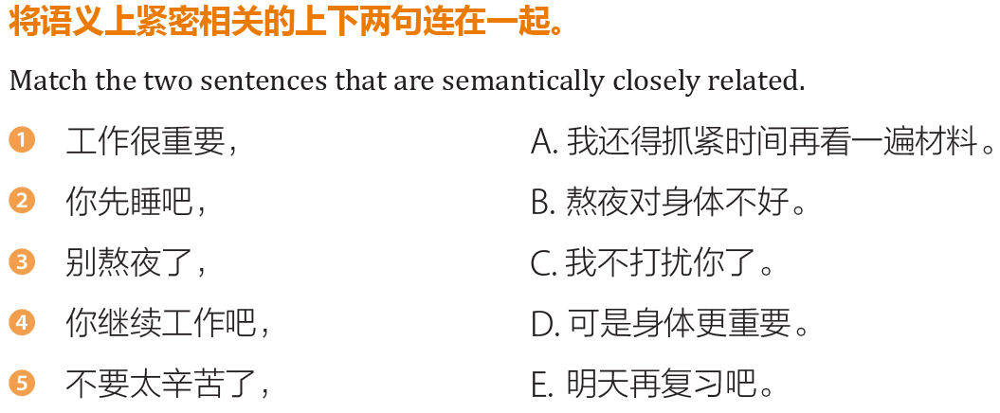 将语义上紧密相关的上下两句连在一起。
Match the two sentences that are semantically closely related.
1 工作很重要， A. 我还得抓紧时间再看一遍材料。
2 你先睡吧， B. 熬夜对身体不好。
3 别熬夜了， C. 我不打扰你了。
4 你继续工作吧， D. 可是身体更重要。
5 不要太辛苦了， E. 明天再复习吧。